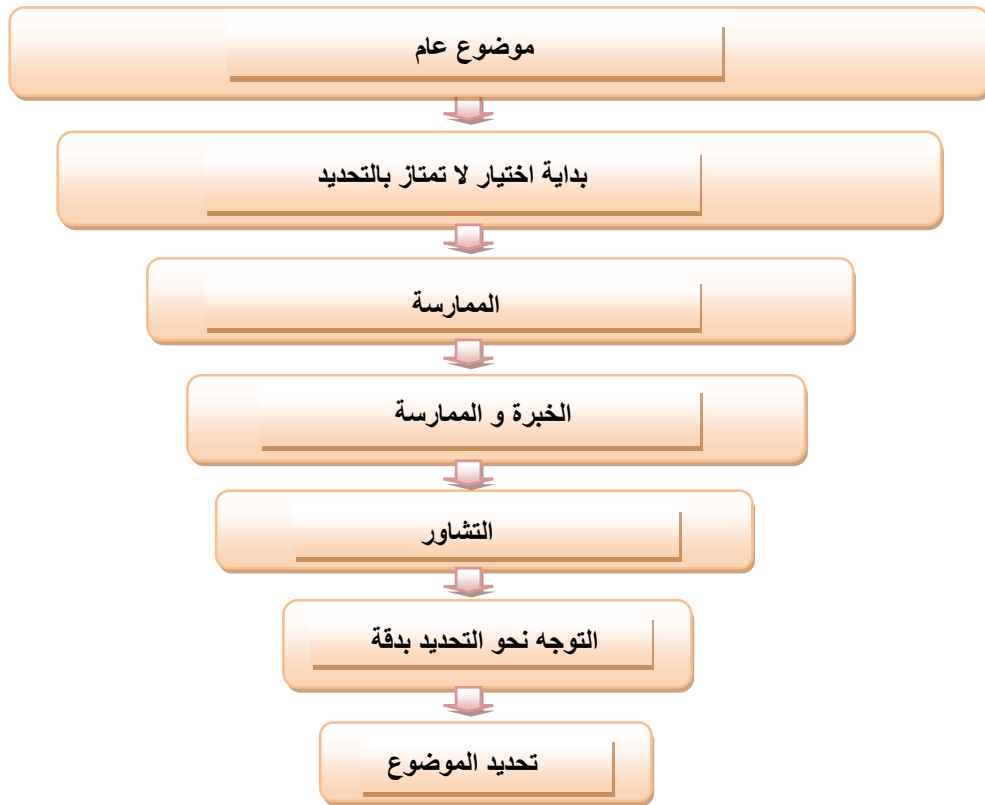 موضوع عام
بداية اختيار لا تمتاز بالتحديد
الممارسة
الخبرة و الممارسة
التشاور
التوجه نحو التحديد بدقة
تحديد الموضوع